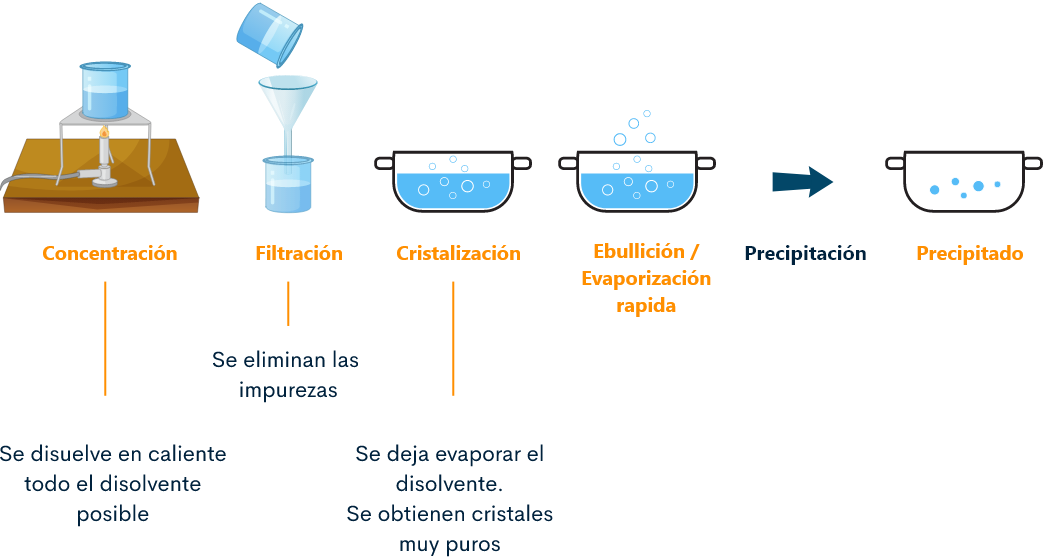 Concentración
Filtración
Cristalización
Ebullición /
Evaporización
rapida
Precipitación
Precipitado
Se eliminan las
impurezas
Se disuelve en caliente
todo el disolvente
posible
Se deja evaporar el
disolvente.
Se obtienen cristales
muy puros